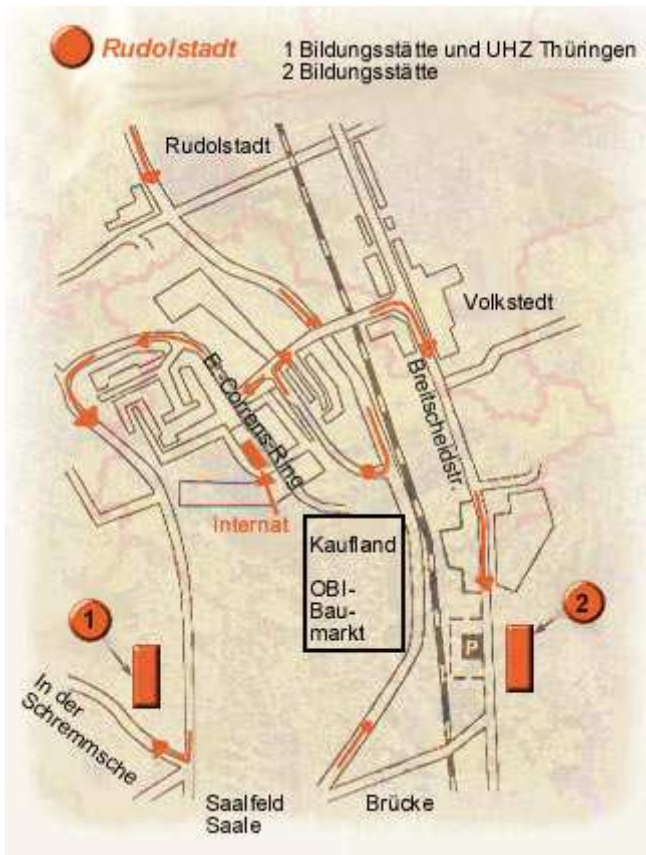 Rudolstadt
1 Bildungsstätte und UHZ Thüringen
2 Bildungsstätte
Rudolstadt
Volkstedt
E.-Correns-Ring
Breitscheidstr.
Internat
Kaufland
OBI-
Bau-
markt
1
2
P
In der
Schremmsche
Saalfeld
Saale
Brücke